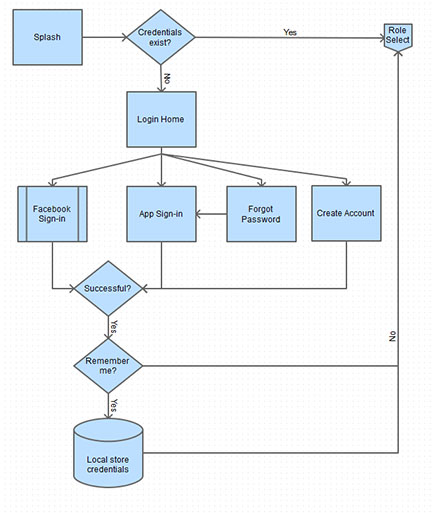 Splash
Credentials
exist?
Yes
Role
Select
No
Login Home
Facebook
Sign-in
App Sign-in
Forgot
Password
Create Account
Successful?
Yes
Remember
me?
No
Yes
Local store
credentials